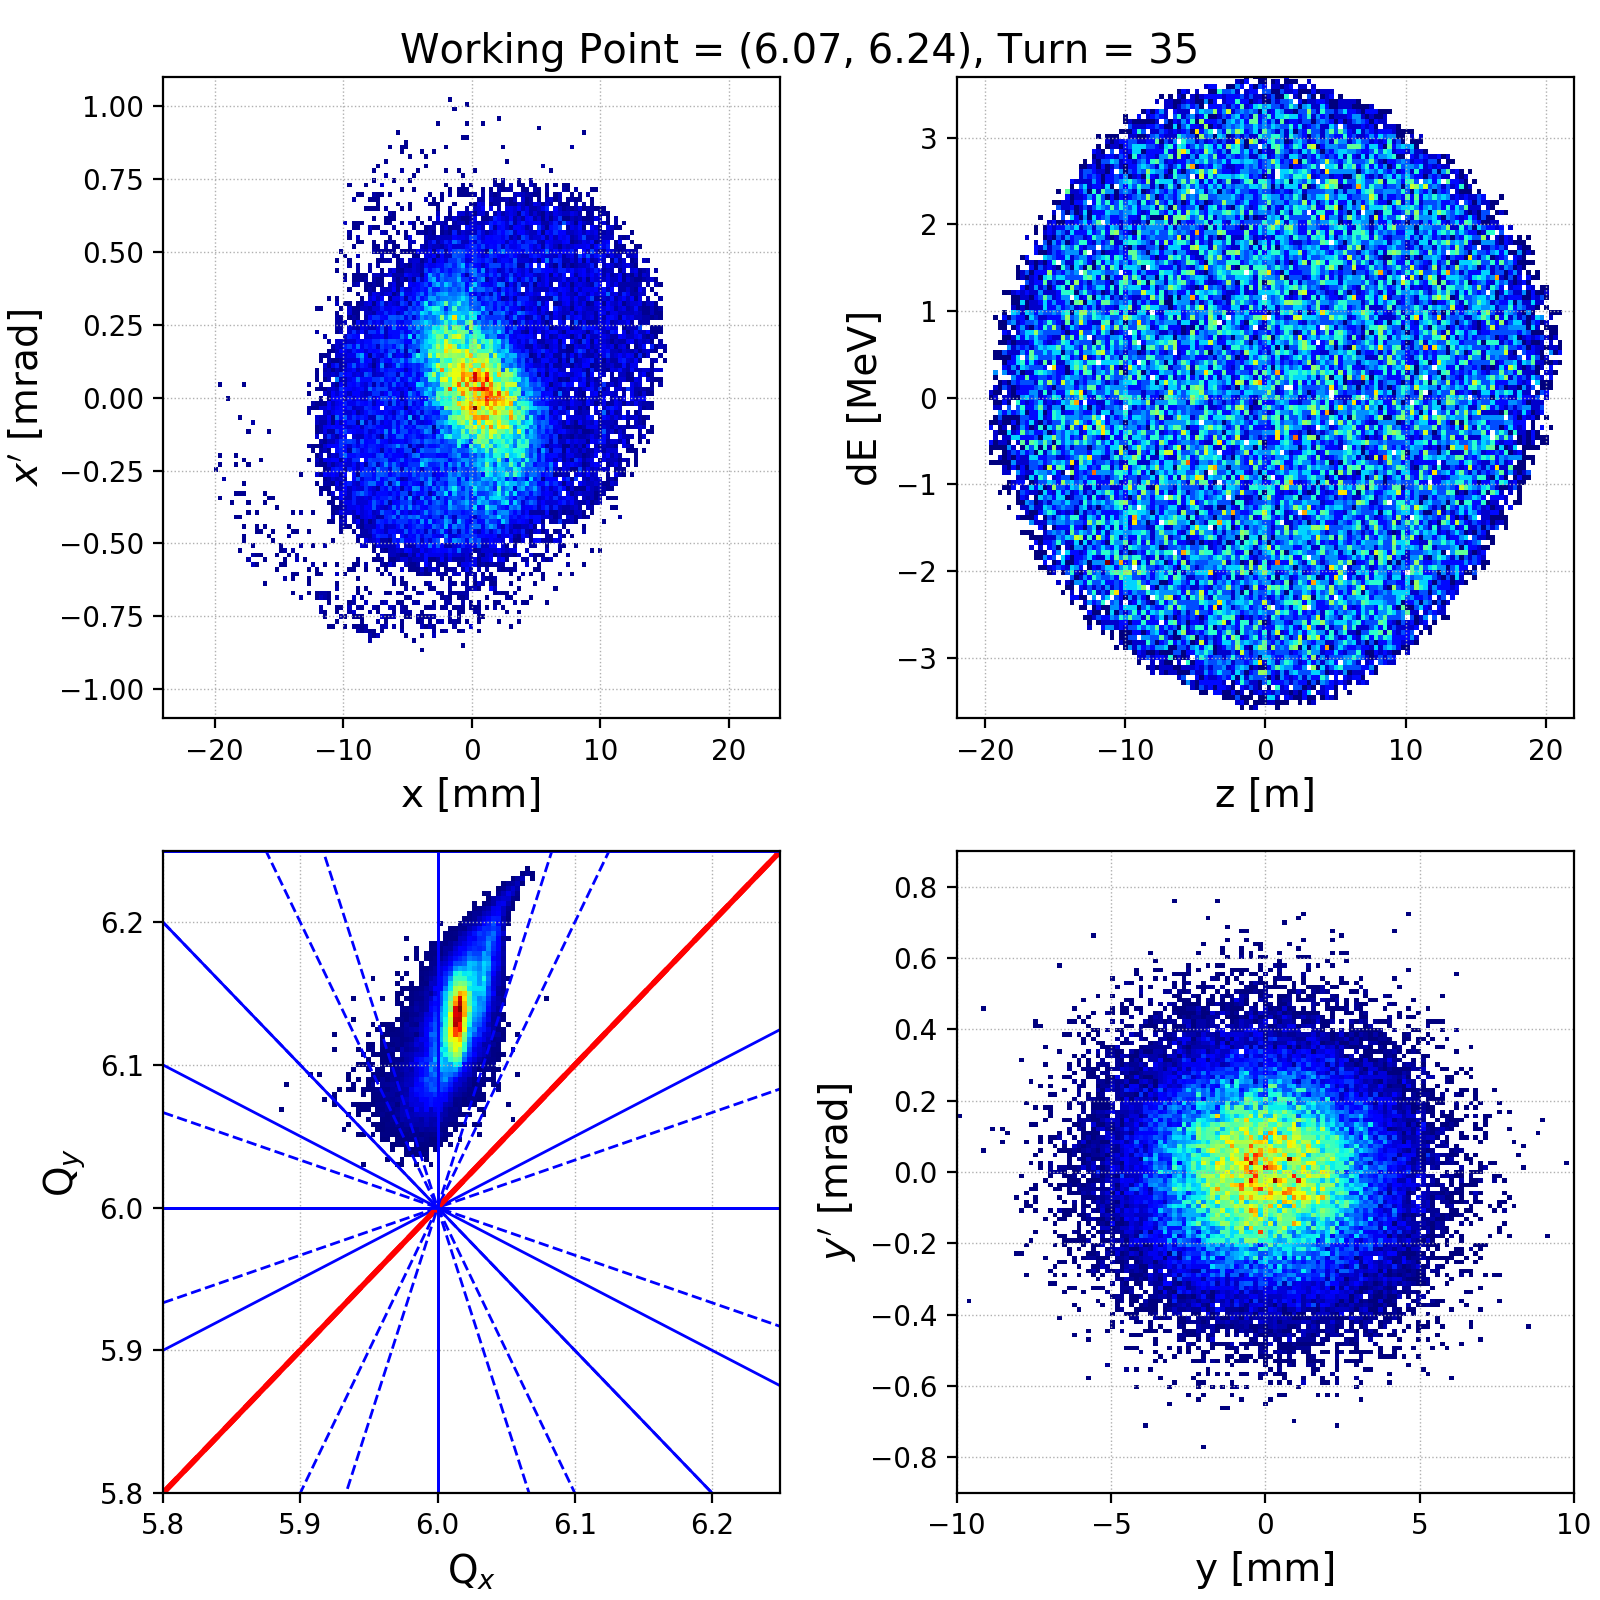 Working Point = (6.07, 6.24), Turn = 35
1.00
0.75
0.50
0.25
0.00
−0.25
−0.50
−0.75
−1.00
x′ [mrad]
−20 −10 0 10 20
x [mm]
3
2
1
0
−1
−2
−3
dE [MeV]
−20 −10 0 10 20
z [m]
6.2
6.1
6.0
5.9
5.8
Qy
5.8 5.9 6.0 6.1 6.2
Qx
0.8
0.6
0.4
0.2
0.0
−0.2
−0.4
−0.6
−0.8
y′ [mrad]
−10 −5 0 5 10
y [mm]